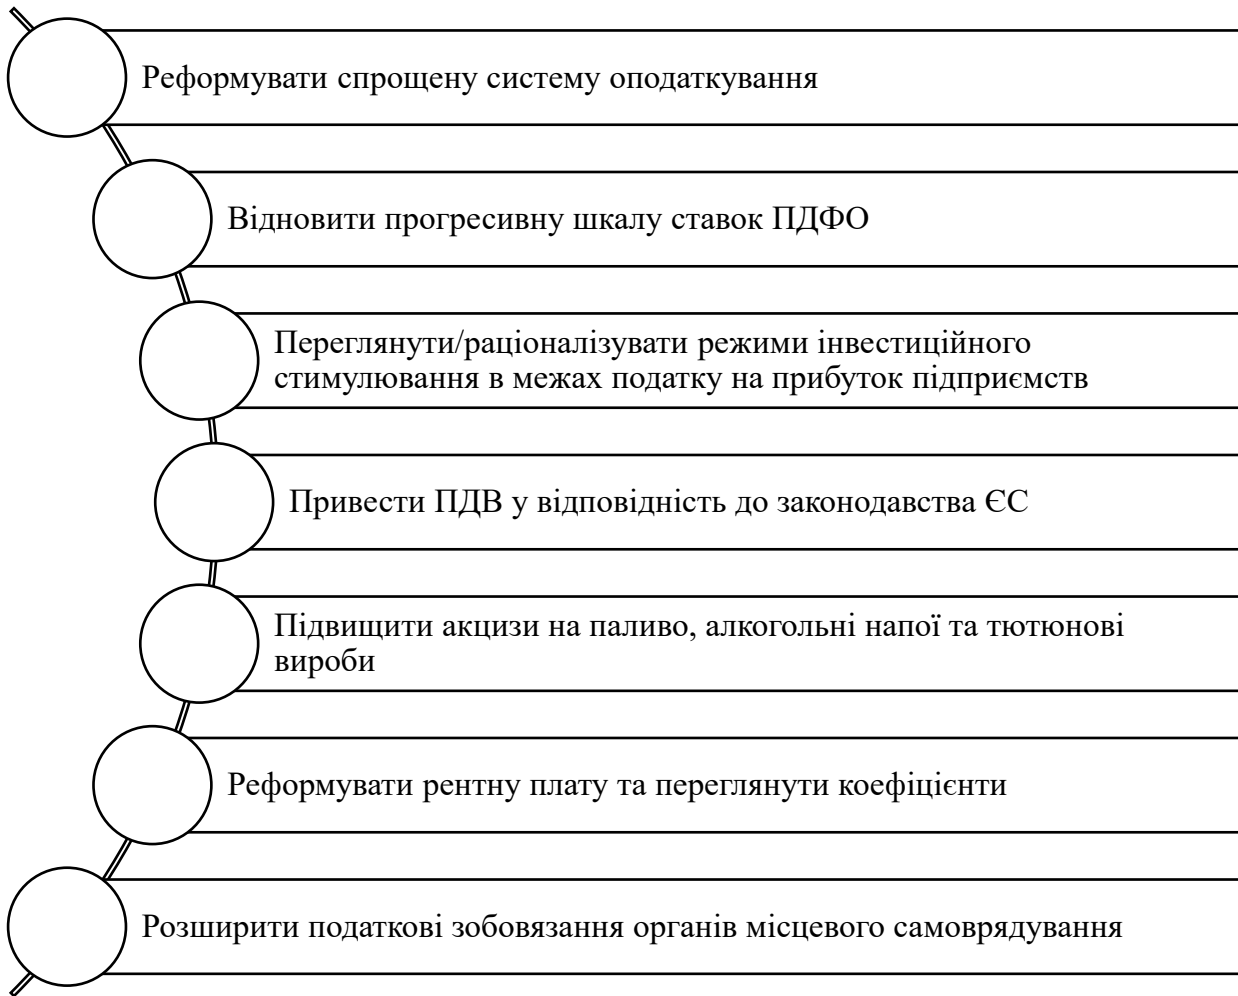 Реформувати спрощену систему оподаткування
Відновити прогресивну шкалу ставок ПДФО
Переглянути/раціоналізувати режими інвестиційного
стимулювання в межах податку на прибуток підприємств
Привести ПДВ у відповідність до законодавства ЄС
Підвищити акцизи на паливо, алкогольні напої та тютюнові
вироби
Реформувати рентну плату та переглянути коефіцієнти
Розширити податкові зобовязання органів місцевого самоврядування